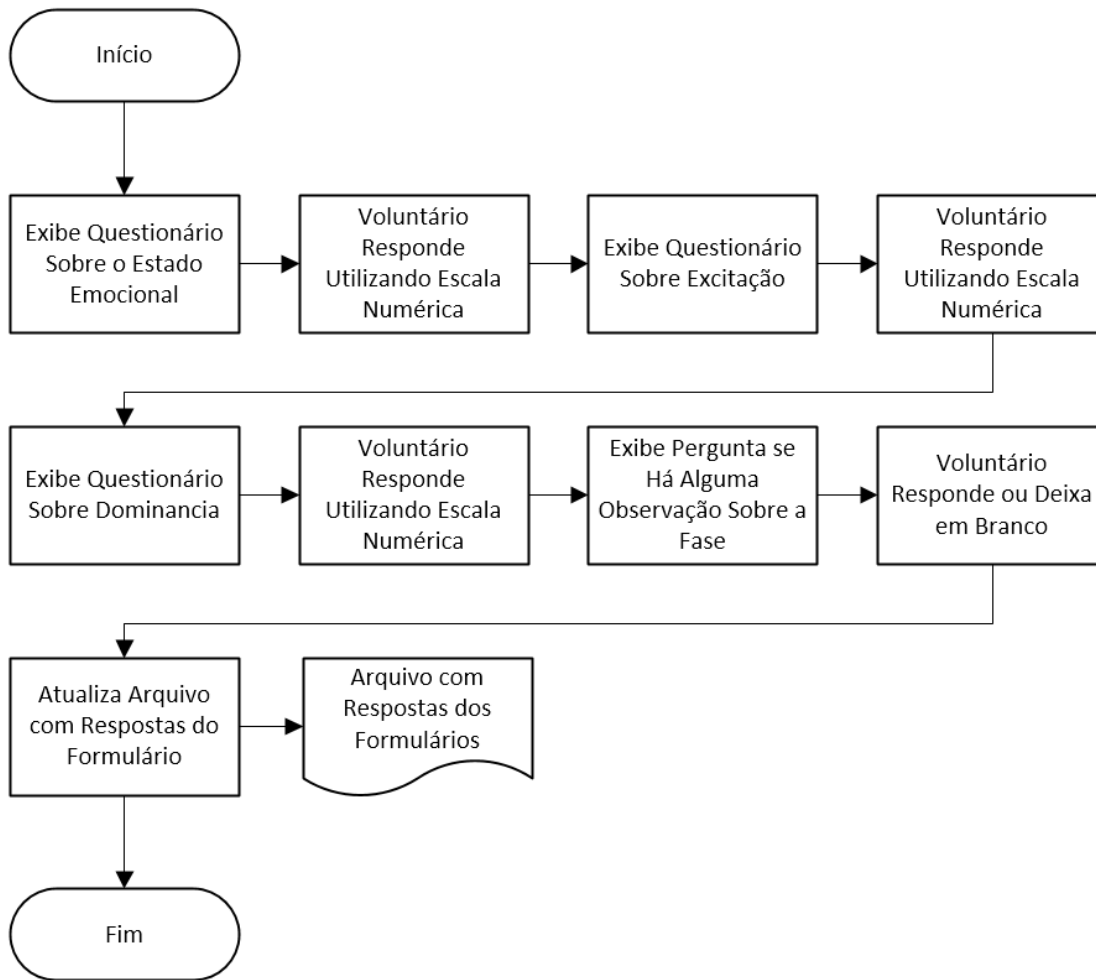 Início
Exibe Questionário
Sobre o Estado
Emocional
Voluntário
Responde
Utilizando Escala
Numérica
Exibe Questionário
Sobre Excitação
Voluntário
Responde
Utilizando Escala
Numérica
Exibe Questionário
Sobre Dominancia
Voluntário
Responde
Utilizando Escala
Numérica
Exibe Pergunta se
Há Alguma
Observação Sobre a
Fase
Voluntário
Responde ou Deixa
em Branco
Atualiza Arquivo
com Respostas do
Formulário
Arquivo com
Respostas dos
Formulários
Fim